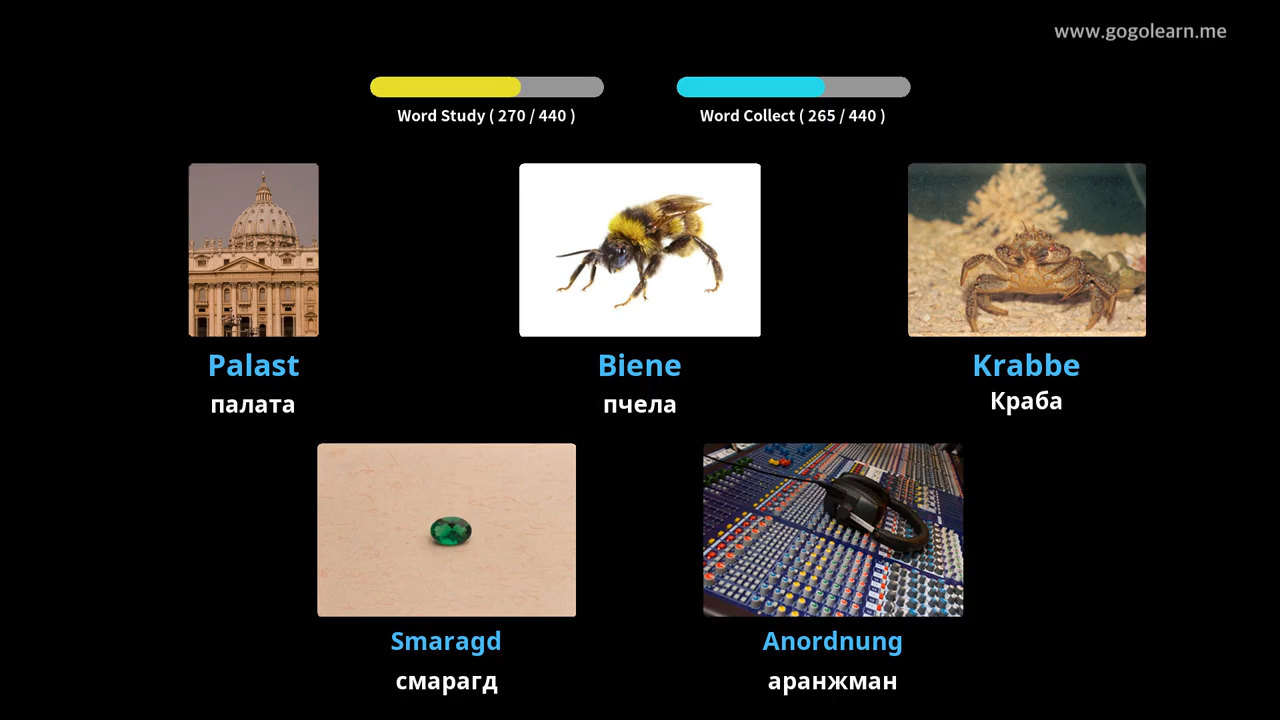 www.gogolearn.me
Word Study ( 270 / 440 )
Word Collect ( 265 / 440 )
Palast
палата
Biene
пчела
Krabbe
Краба
Smaragd
смарагд
Anordnung
аранжман